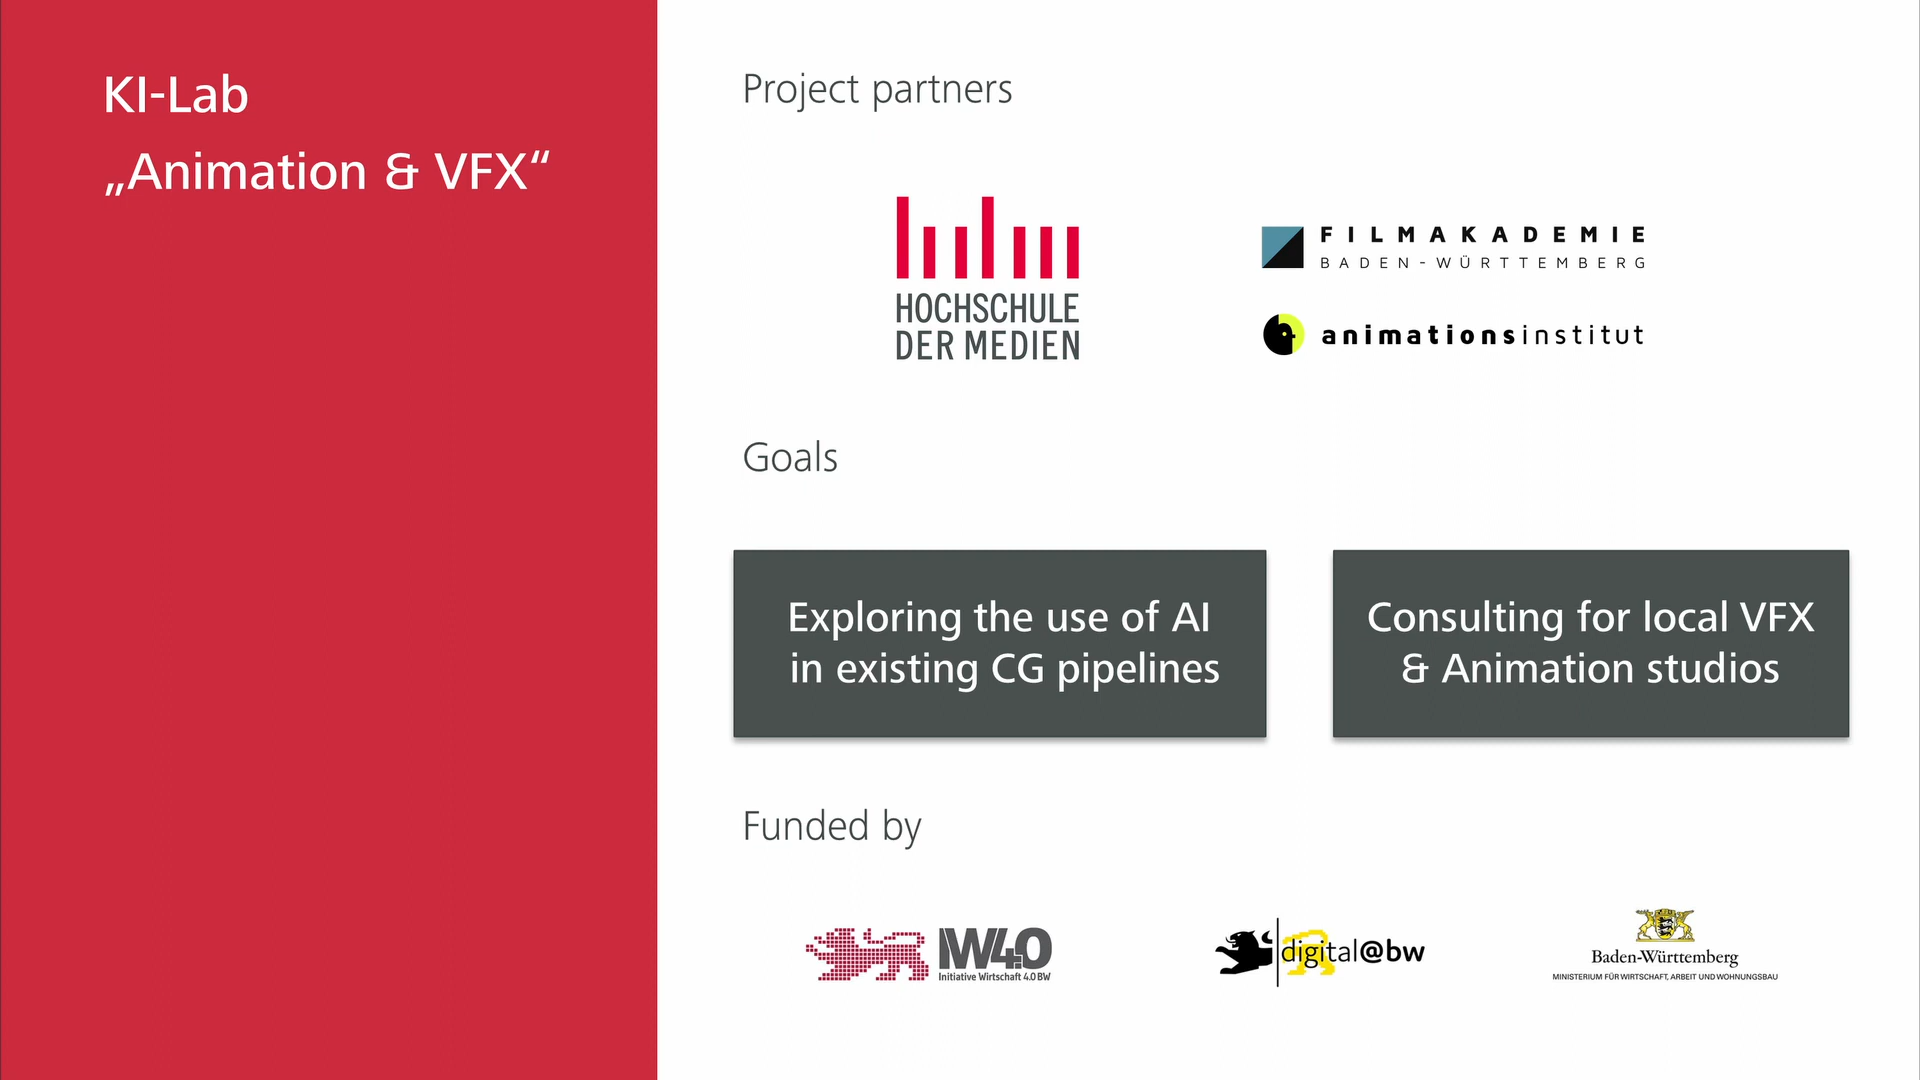 KI-Lab
„Animation & VFX“
Project partners
HOCHSCHULE
DER MEDIEN
FILMAKADEMIE
BADEN-WÜRTTEMBERG
animationsinstitut
Goals
Exploring the use of AI
in existing CG pipelines
Consulting for local VFX
& Animation studios
Funded by
IW4.0
Initiative Wirtschaft 4.0 BW
digital@bw
Baden-Württemberg
MINISTERIUM FÜR WIRTSCHAFT, ARBEIT UND WOHNUNGSBAU